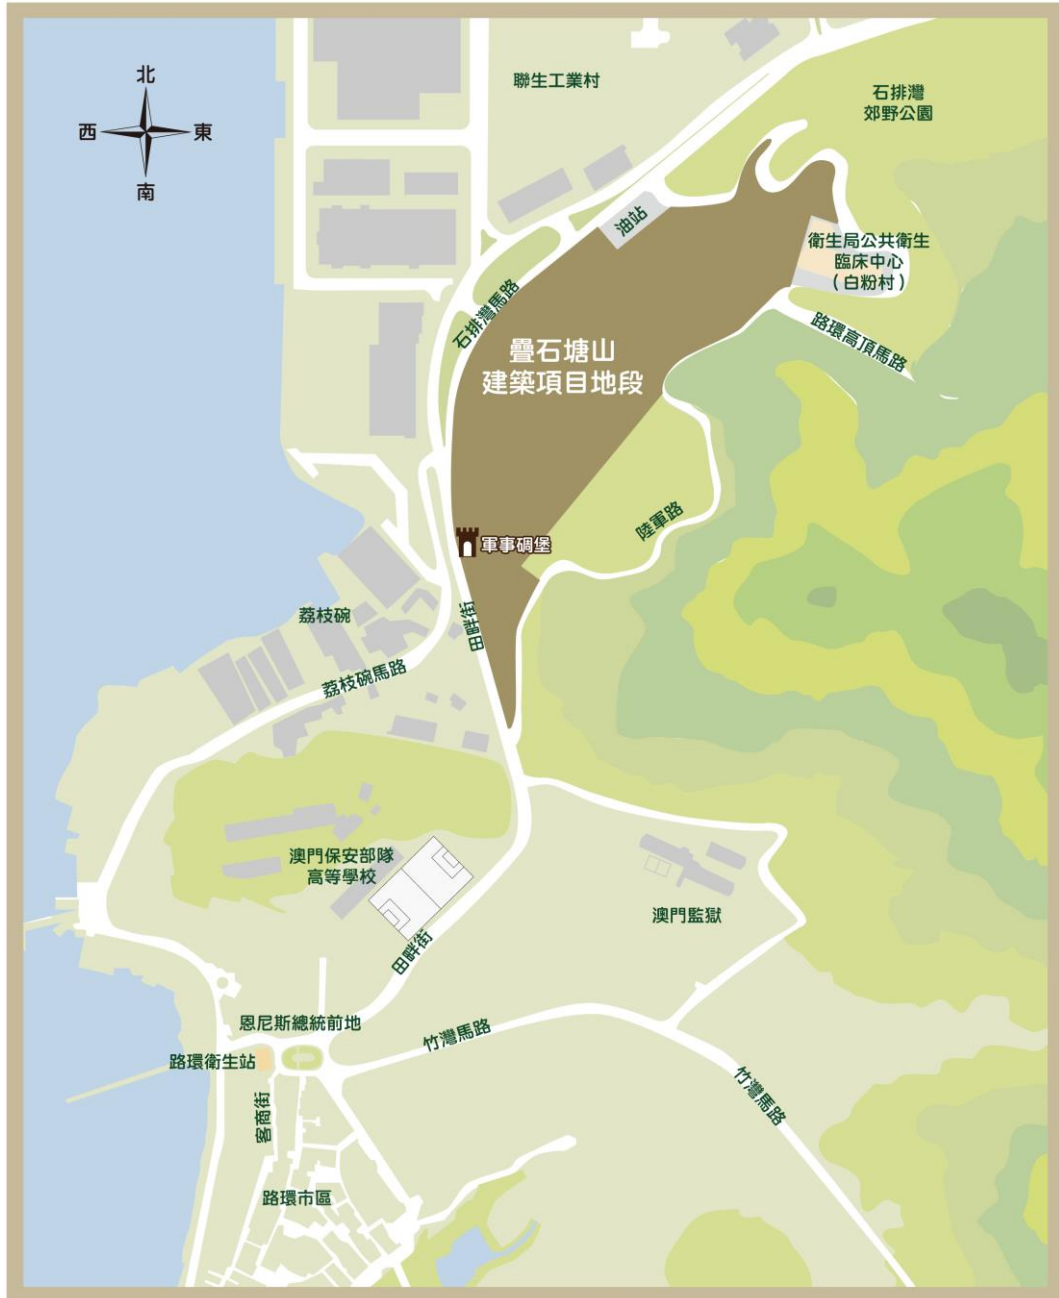 北
西
東
南
聯生工業村
石排灣
郊野公園
油站
衛生局公共衛生
臨床中心
(白粉村)
石排灣馬路
路環高頂馬路
疊石塘山
建築項目地段
陸軍路
軍事碉堡
田畔街
荔枝碗
荔枝碗馬路
澳門保安部隊
高等學校
澳門監獄
田畔街
恩尼斯總統前地
竹灣馬路
路環衛生站
竹灣馬路
客商街
路環市區